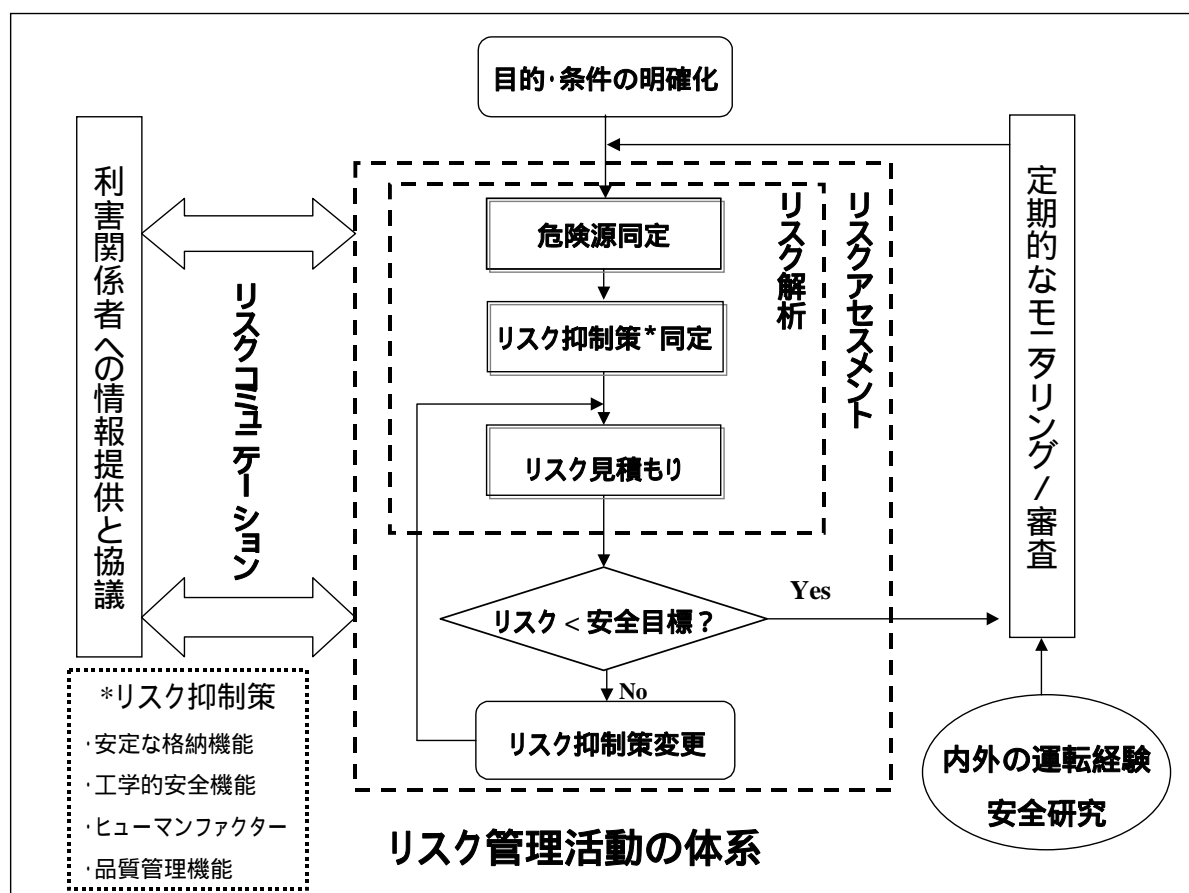 目的・条件の明確化
利害関係者への情報提供と協議
リスクコミュニケーション
危険源同定
リスク抑制策*同定
リスク見積もり
リスク解析
リスクアセスメント
定期的なモニタリング/審査
リスク<安全目標?
Yes
No
リスク抑制策変更
*リスク抑制策
・安定な格納機能
・工学的安全機能
・ヒューマンファクター
・品質管理機能
内外の運転経験
安全研究
リスク管理活動の体系